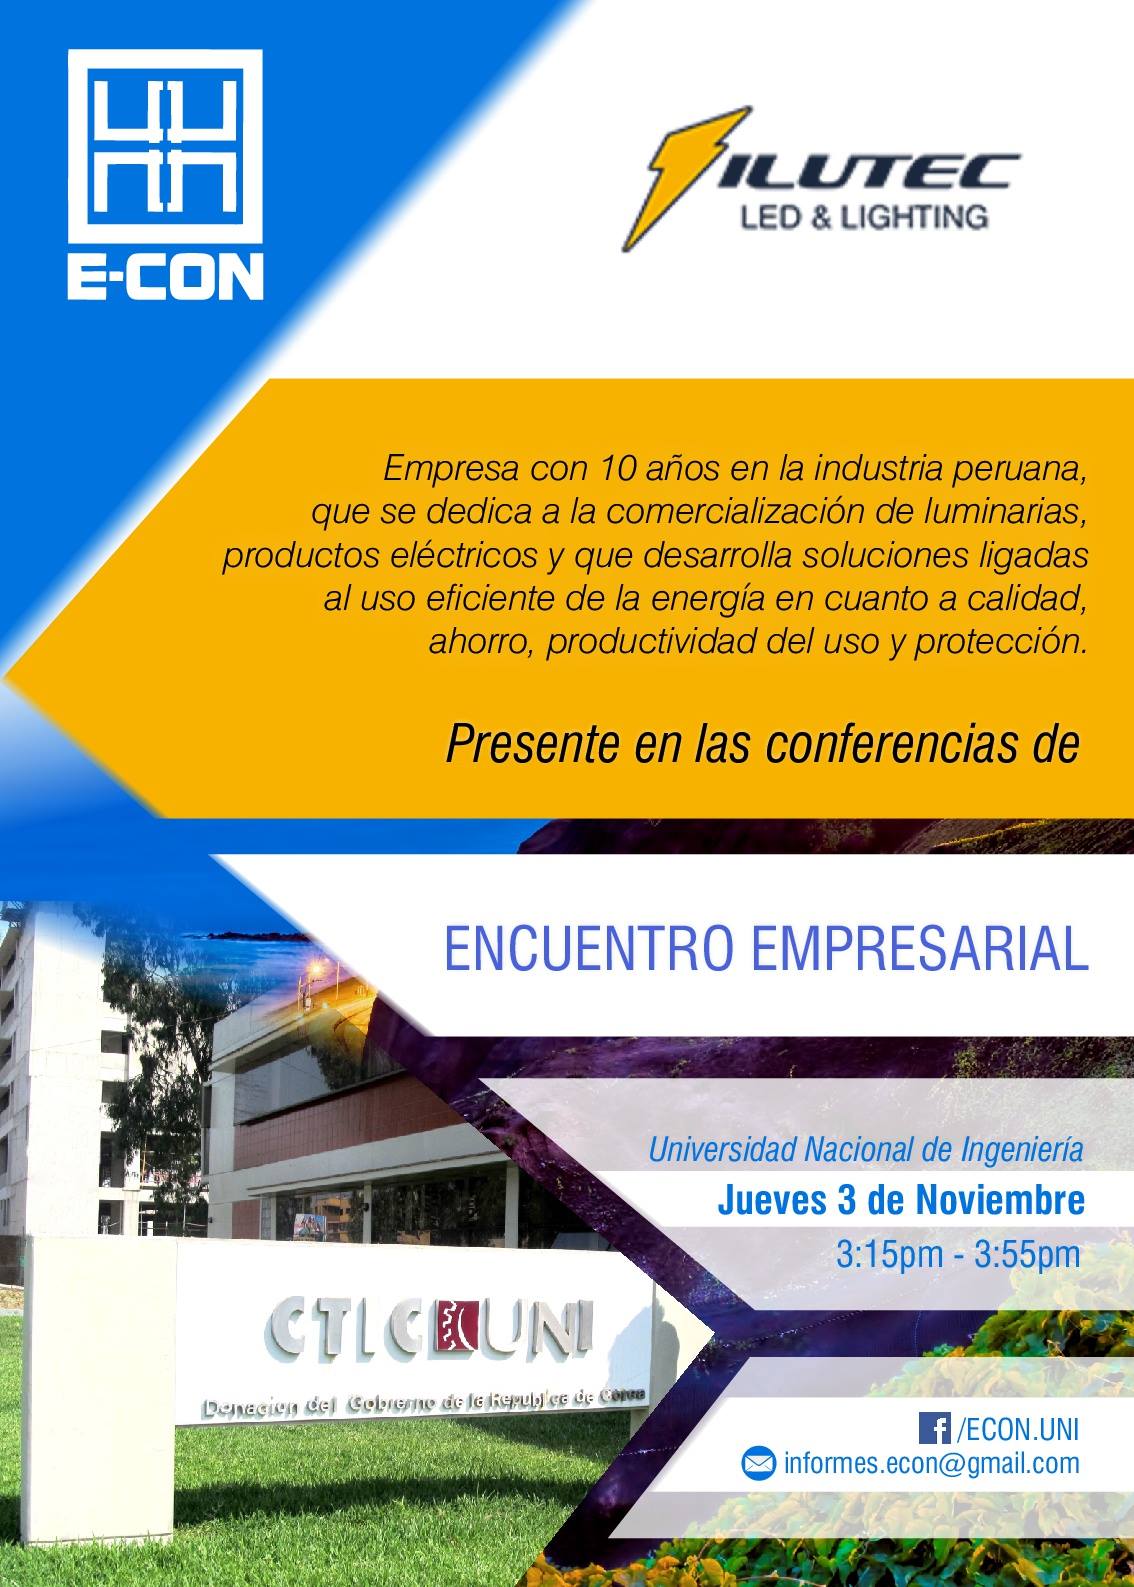 E-CON
ILUTEC
LED & LIGHTING
Empresa con 10 años en la industria peruana,
que se dedica a la comercialización de luminarias,
productos eléctricos y que desarrolla soluciones ligadas
al uso eficiente de la energía en cuanto a calidad,
ahorro, productividad del uso y protección.
Presente en las conferencias de
ENCUENTRO EMPRESARIAL
Universidad Nacional de Ingeniería
Jueves 3 de Noviembre
3:15pm - 3:55pm
CTIC UNI
Donacion del Gobierno de la Republica de Corea
/ECON.UNI
informes.econ@gmail.com